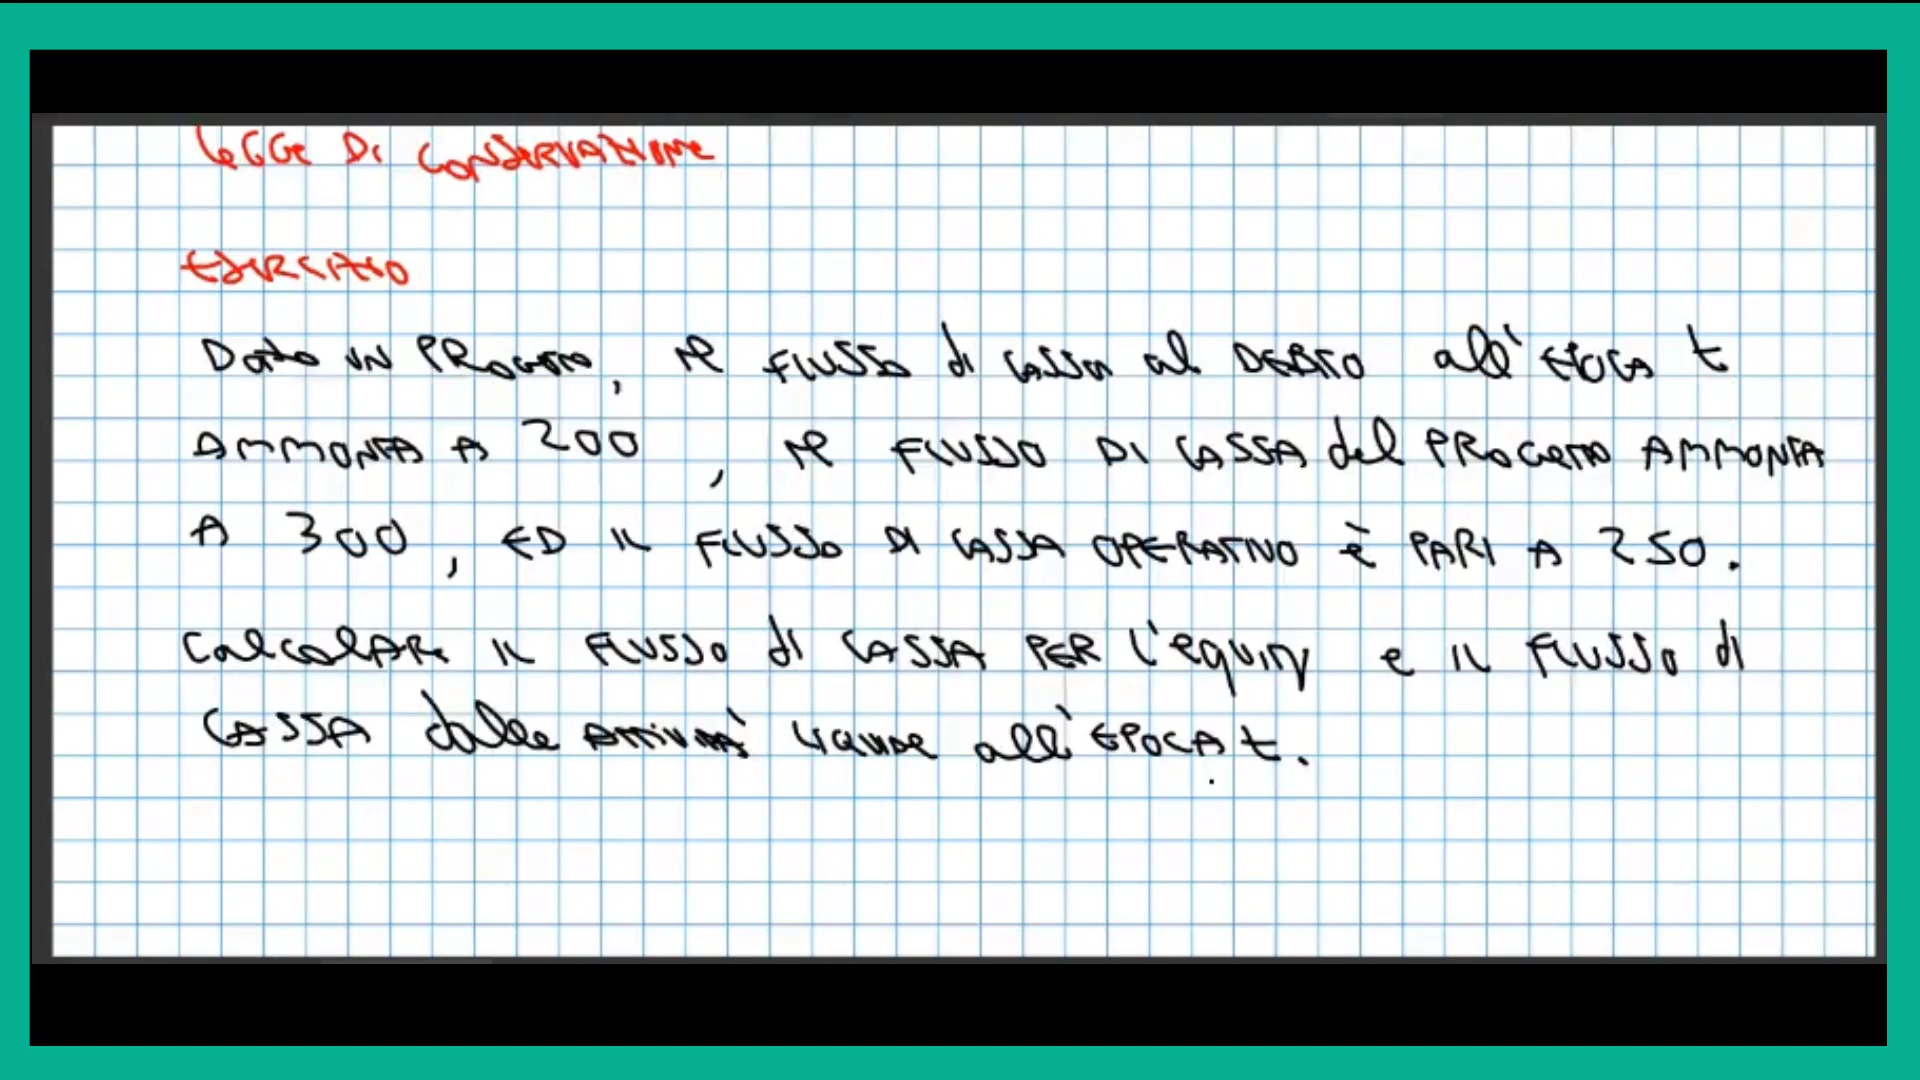 LEGGE DI CONSERVAZIONE
ESERCIZIO
Dato UN PROGETTO, IL FLUSSO di CASSA al DEBITO all'EPOCA t
AMMONTA A 200, IL FLUSSO DI CASSA del PROGETTO AMMONTA
A 300, ED IL FLUSSO DI CASSA OPERATIVO È PARI A 250.
CalcolARe IL FLUSSO di CASSA PER l'equity e IL FLUSSO di
CASSA dalle ATTIVITÀ LIQUIDE all'EPOCA t.